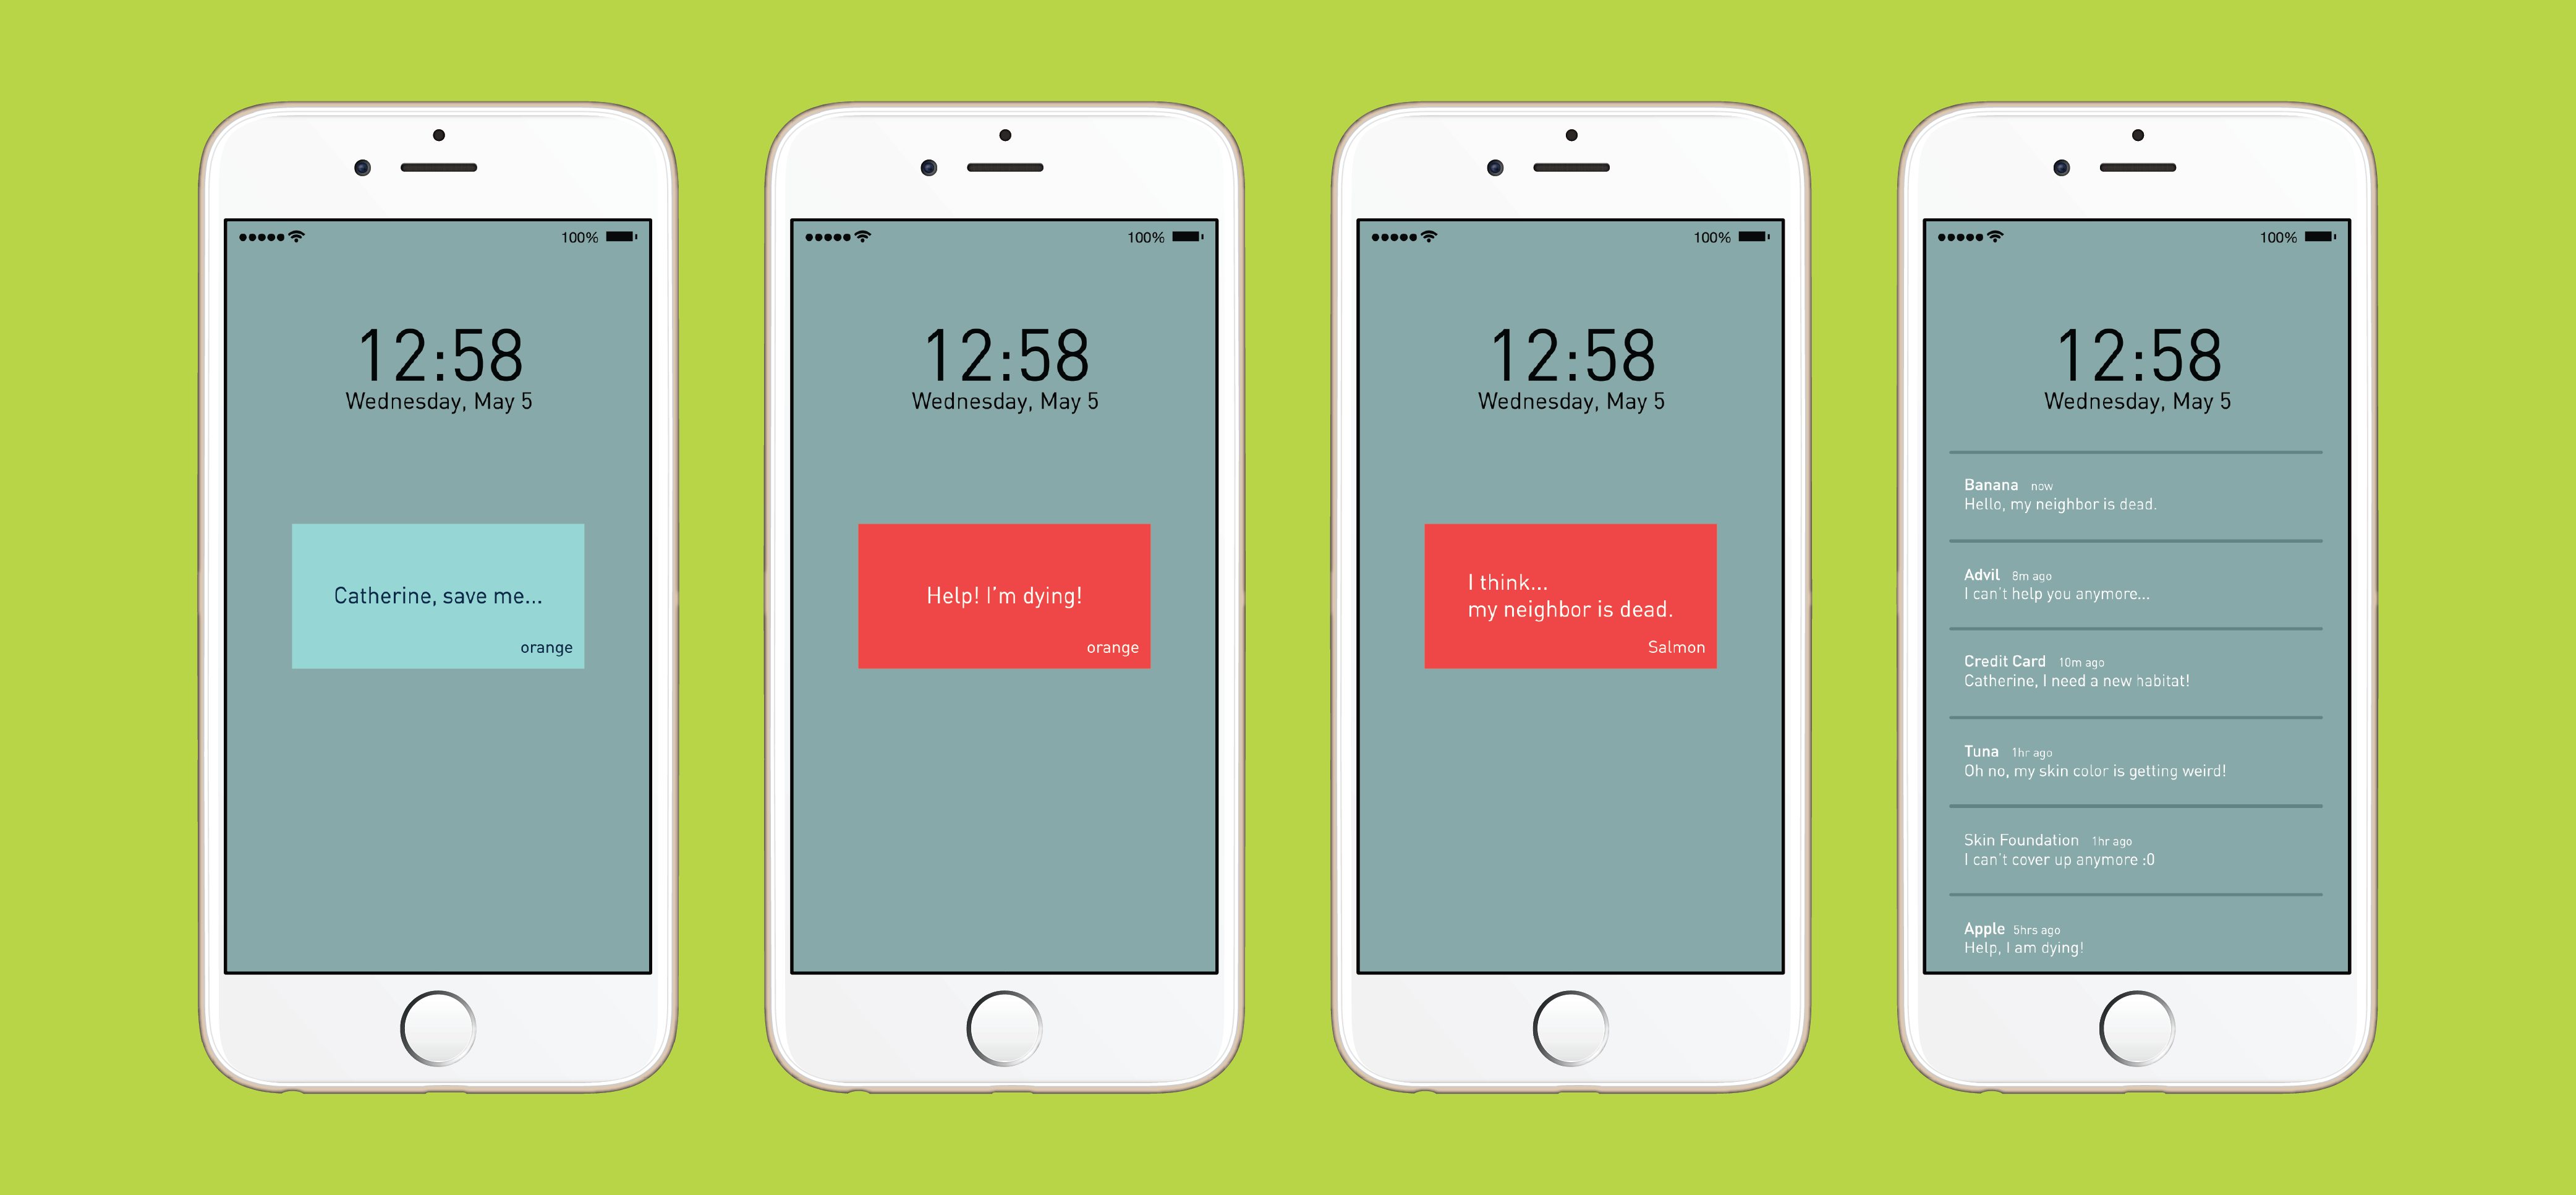 100%
12:58
Wednesday, May 5
Catherine, save me...
orange
100%
12:58
Wednesday, May 5
Help! I'm dying!
orange
100%
12:58
Wednesday, May 5
I think...
my neighbor is dead.
Salmon
100%
12:58
Wednesday, May 5
Banana now
Hello, my neighbor is dead.
Advil 8m ago
I can't help you anymore...
Credit Card 10m ago
Catherine, I need a new habitat!
Tuna 1hr ago
Oh no, my skin color is getting weird!
Skin Foundation 1hr ago
I can't cover up anymore :0
Apple 5hrs ago
Help, I am dying!